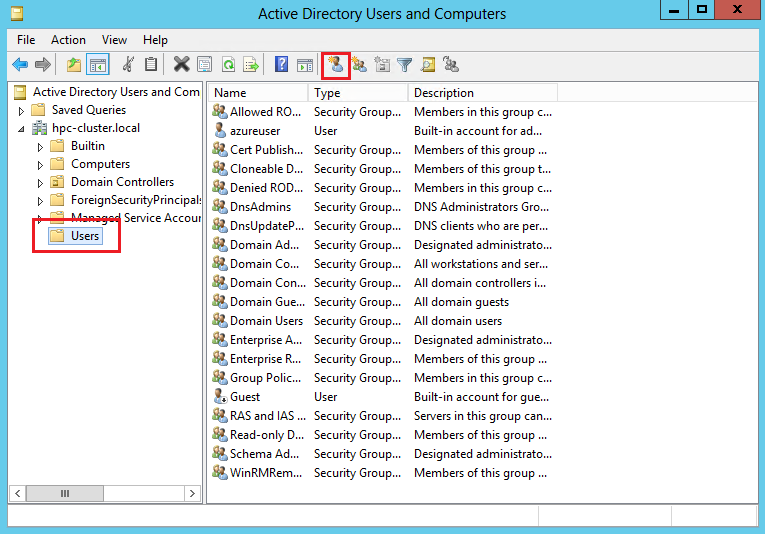 Active Directory Users and Computers
File Action View Help
Active Directory Users and Com
Saved Queries
hpc-cluster.local
Builtin
Computers
Domain Controllers
ForeignSecurityPrincipals
Managed Service Accour
Users
Name Type Description
Allowed RO... Security Group... Members in this group c...
azureuser User Built-in account for ad...
Cert Publish... Security Group... Members of this group ...
Cloneable D... Security Group... Members of this group t...
Denied ROD... Security Group... Members in this group c...
DnsAdmins Security Group... DNS Administrators Gro...
DnsUpdateP... Security Group... DNS clients who are per...
Domain Ad... Security Group... Designated administrato...
Domain Co... Security Group... All workstations and ser...
Domain Con... Security Group... All domain controllers i...
Domain Gue... Security Group... All domain guests
Domain Users Security Group... All domain users
Enterprise A... Security Group... Designated administrato...
Enterprise R... Security Group... Members of this group ...
Group Polic... Security Group... Members in this group c...
Guest User Built-in account for gue...
RAS and IAS ... Security Group... Servers in this group can...
Read-only D... Security Group... Members of this group ...
Schema Ad... Security Group... Designated administrato...
WinRMRem... Security Group... Members of this group ...